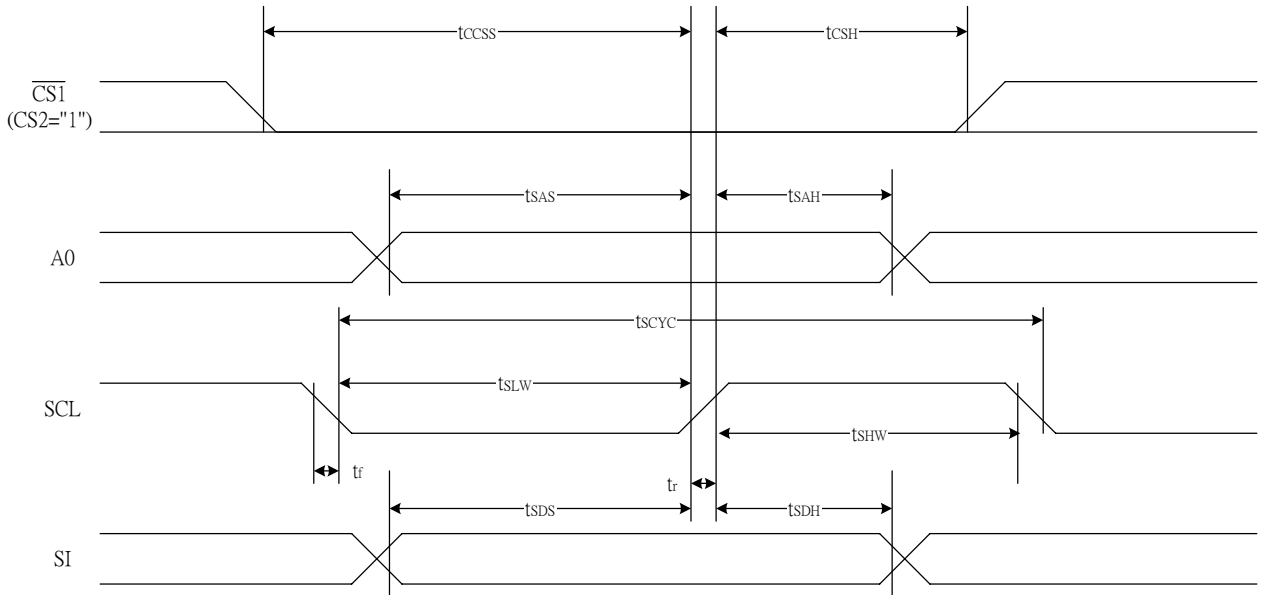 tCCSS
tCSH
CS1
(CS2="1")
tSAS
tSAH
A0
tSCYC
tSLW
SCL
tSHW
tf
tr
tSDS
tSDH
SI